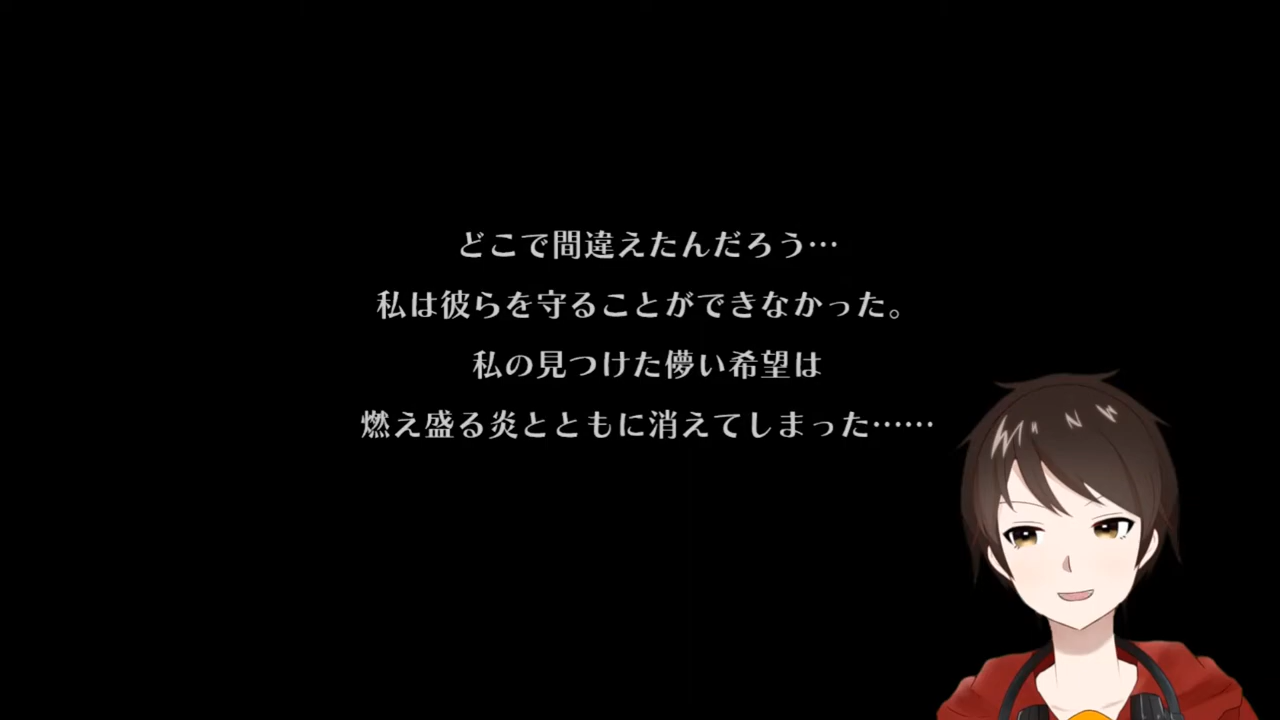 どこで間違えたんだろう…
私は彼らを守ることができなかった。
私の見つけた儚い希望は
燃え盛る炎とともに消えてしまった……